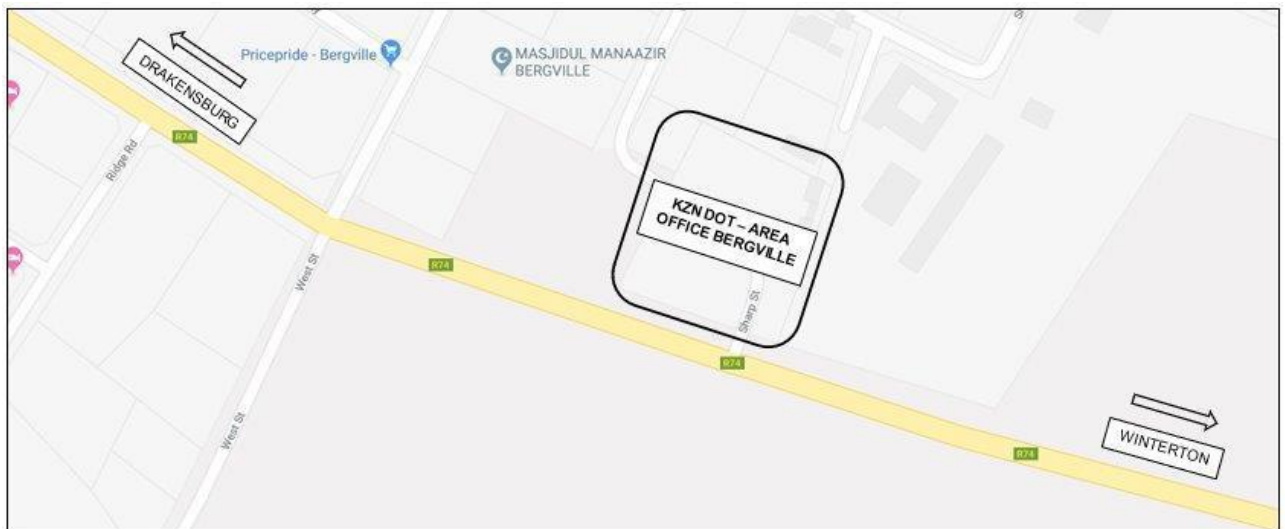 DRAKENSBURG
Pricepride - Bergville
MASJIDUL MANAAZIR
BERGVILLE
St
R74
Ridge Rd
KZN DOT – AREA
OFFICE BERGVILLE
West St
R74
Sharp St
R74
West St
WINTERTON
R74